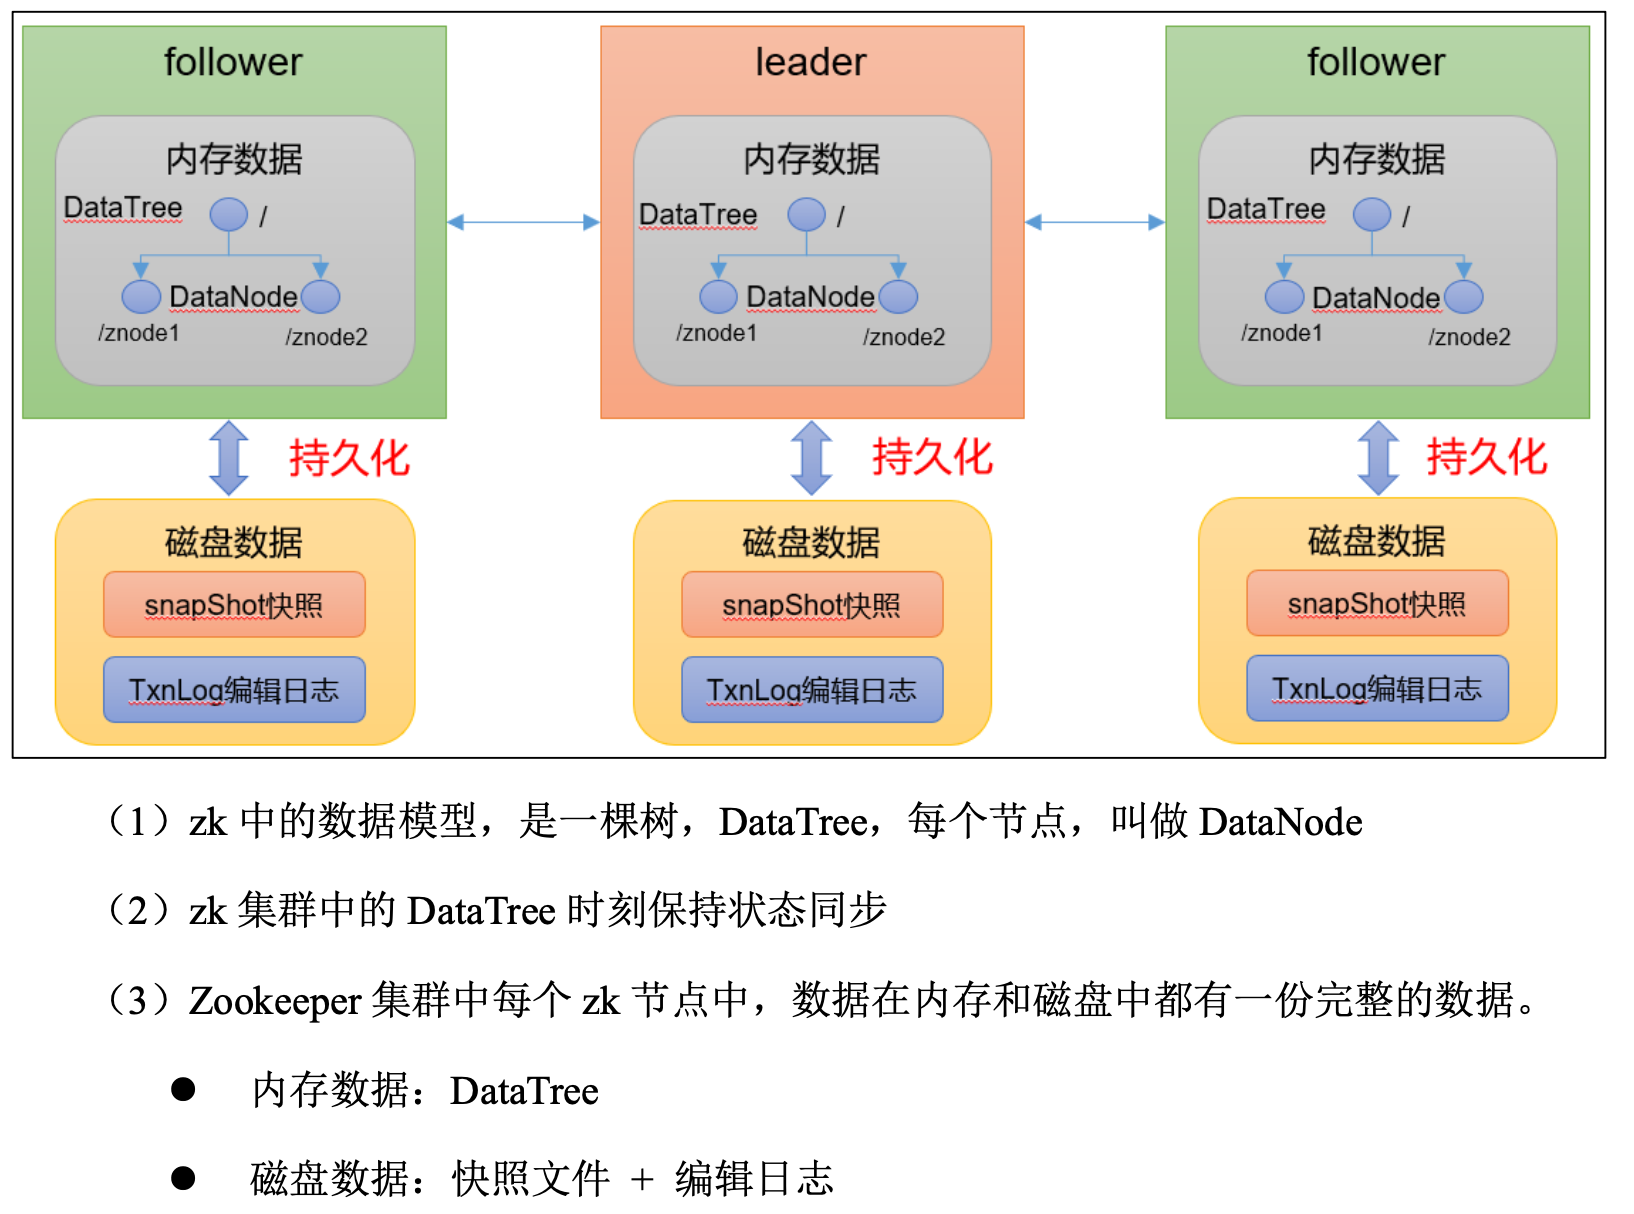 follower
leader
follower
内存数据
内存数据
内存数据
DataTree
/
DataTree
/
DataTree
/
DataNode
DataNode
DataNode
/znode1
/znode2
/znode1
/znode2
/znode1
/znode2
持久化
持久化
持久化
磁盘数据
磁盘数据
磁盘数据
snapShot快照
snapShot快照
snapShot快照
TxnLog编辑日志
TxnLog编辑日志
TxnLog编辑日志
（1）zk 中的数据模型，是一棵树，DataTree，每个节点，叫做 DataNode
（2）zk 集群中的 DataTree 时刻保持状态同步
（3）Zookeeper 集群中每个 zk 节点中，数据在内存和磁盘中都有一份完整的数据。
● 内存数据：DataTree
● 磁盘数据：快照文件 + 编辑日志